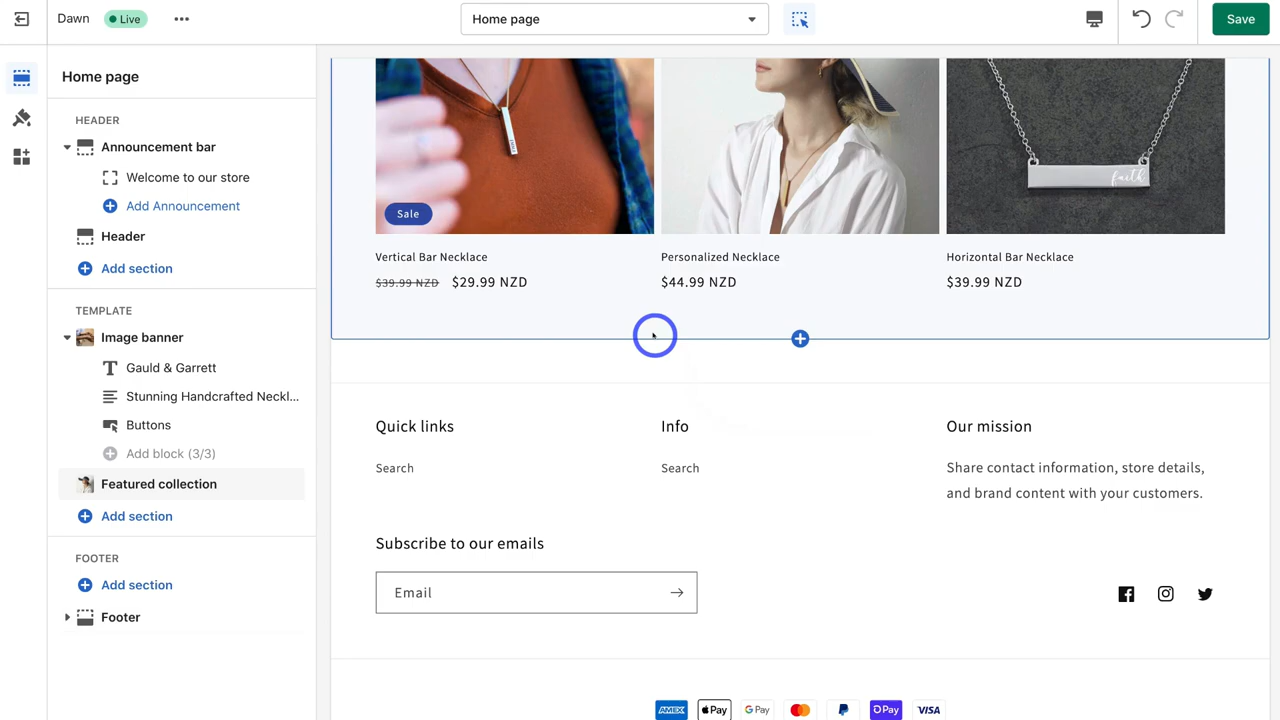 Dawn
Live
Home page
Save
Home page
HEADER
Announcement bar
Welcome to our store
Add Announcement
Header
Add section
TEMPLATE
Image banner
Gauld & Garrett
Stunning Handcrafted Neckl...
Buttons
Add block (3/3)
Featured collection
Add section
FOOTER
Add section
Footer
faith
Sale
Vertical Bar Necklace
$39.99 NZD $29.99 NZD
Personalized Necklace
$44.99 NZD
Horizontal Bar Necklace
$39.99 NZD
Quick links
Search
Info
Search
Our mission
Share contact information, store details,
and brand content with your customers.
Subscribe to our emails
Email
AMEX
Pay
G Pay
Pay
VISA